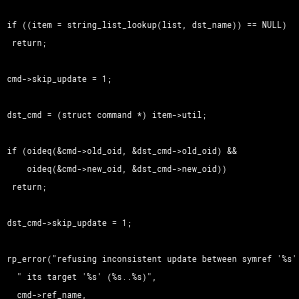 if ((item = string_list_lookup(list, dst_name)) == NULL)
return;
cmd->skip_update = 1;
dst_cmd = (struct command *) item->util;
if (oideq(&cmd->old_oid, &dst_cmd->old_oid) &&
oideq(&cmd->new_oid, &dst_cmd->new_oid))
return;
dst_cmd->skip_update = 1;
rp_error("refusing inconsistent update between symref '%s'
" its target '%s' (%s..%s)",
cmd->ref_name,